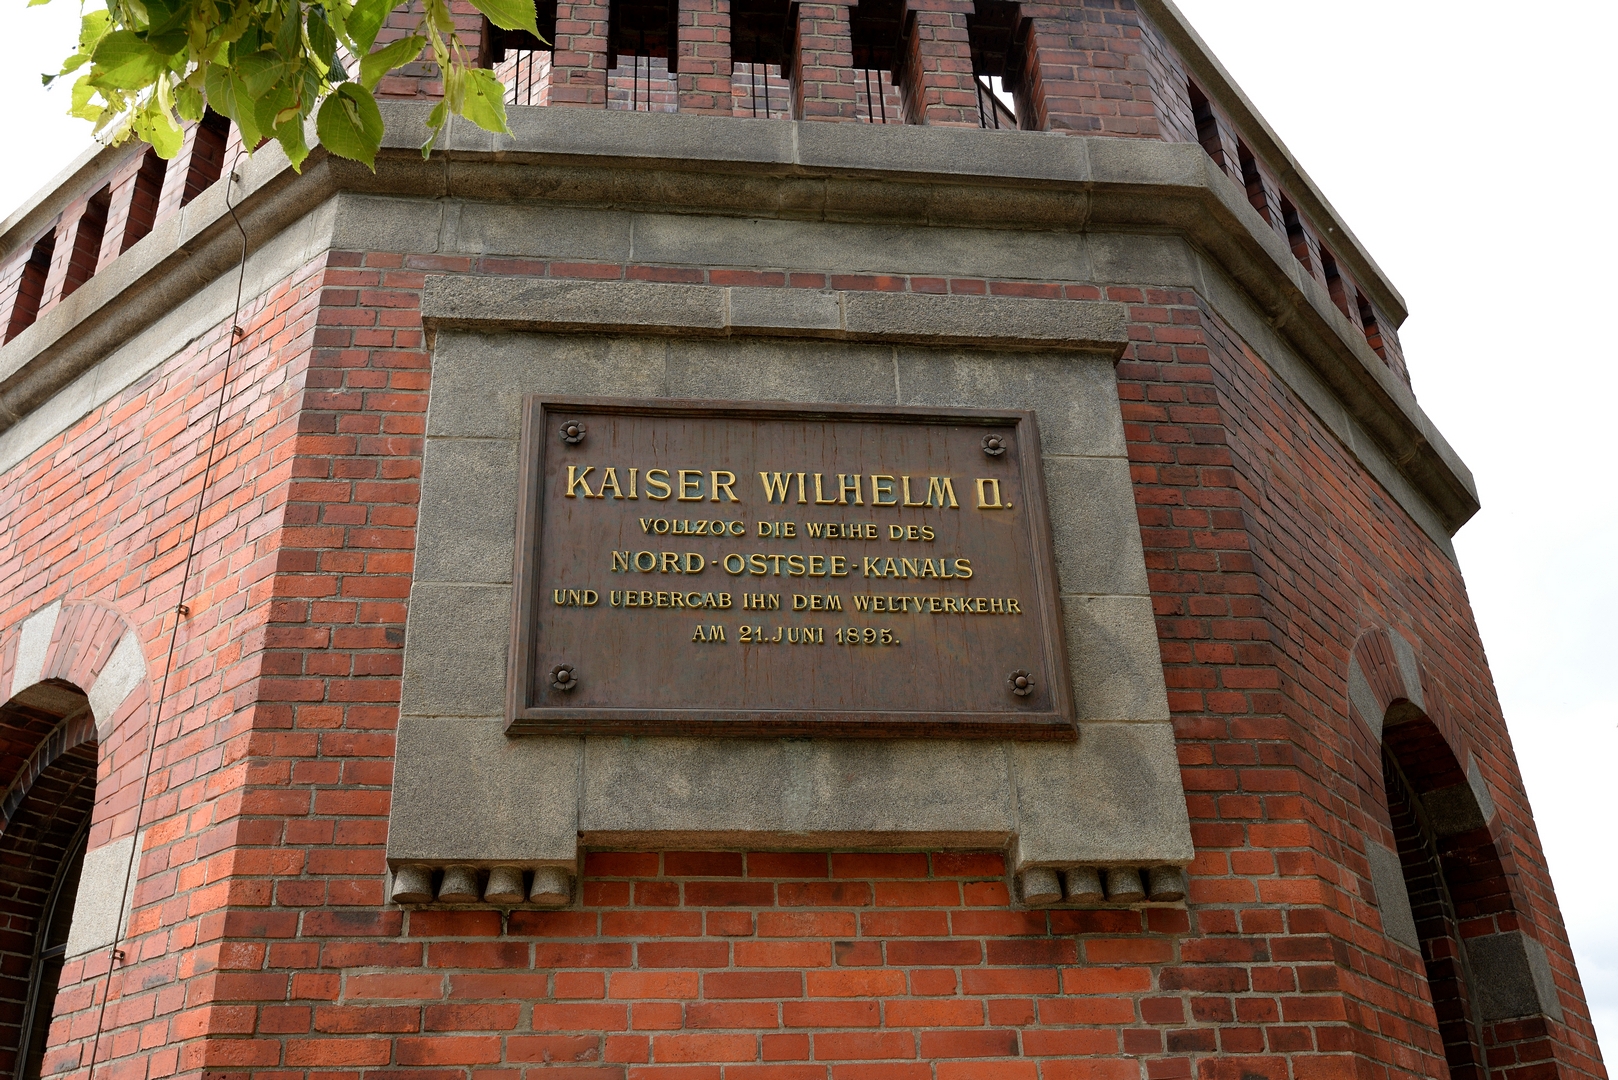 KAISER WILHELM II.
VOLLZOG DIE WEIHE DES
NORD-OSTSEE-KANALS
UND UEBERGAB IHN DEM WELTVERKEHR
AM 21. JUNI 1895.